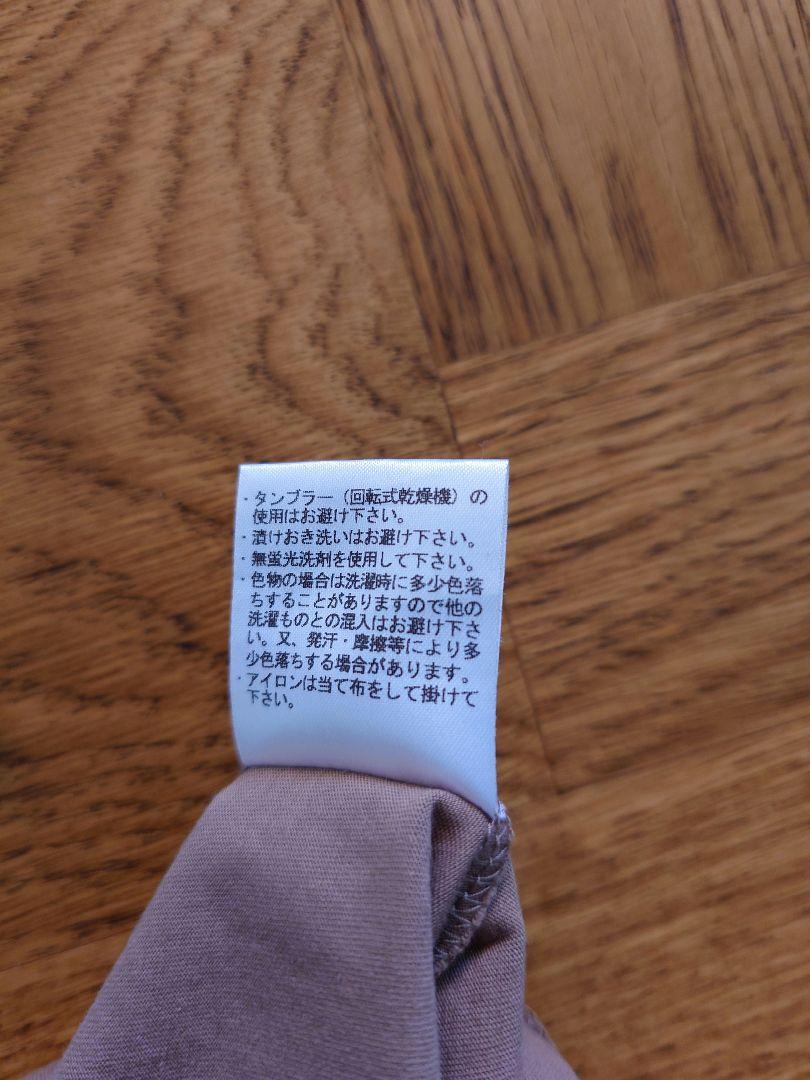 ・タンブラー（回転式乾燥機）の
使用はお避け下さい。
・漬けおき洗いはお避け下さい。
・無蛍光洗剤を使用して下さい。
・色物の場合は洗濯時に多少色落
ちすることがありますので他の
洗濯ものとの混入はお避け下さ
い。又、発汗・摩擦等により多
少色落ちする場合があります。
・アイロンは当て布をして掛けて
下さい。